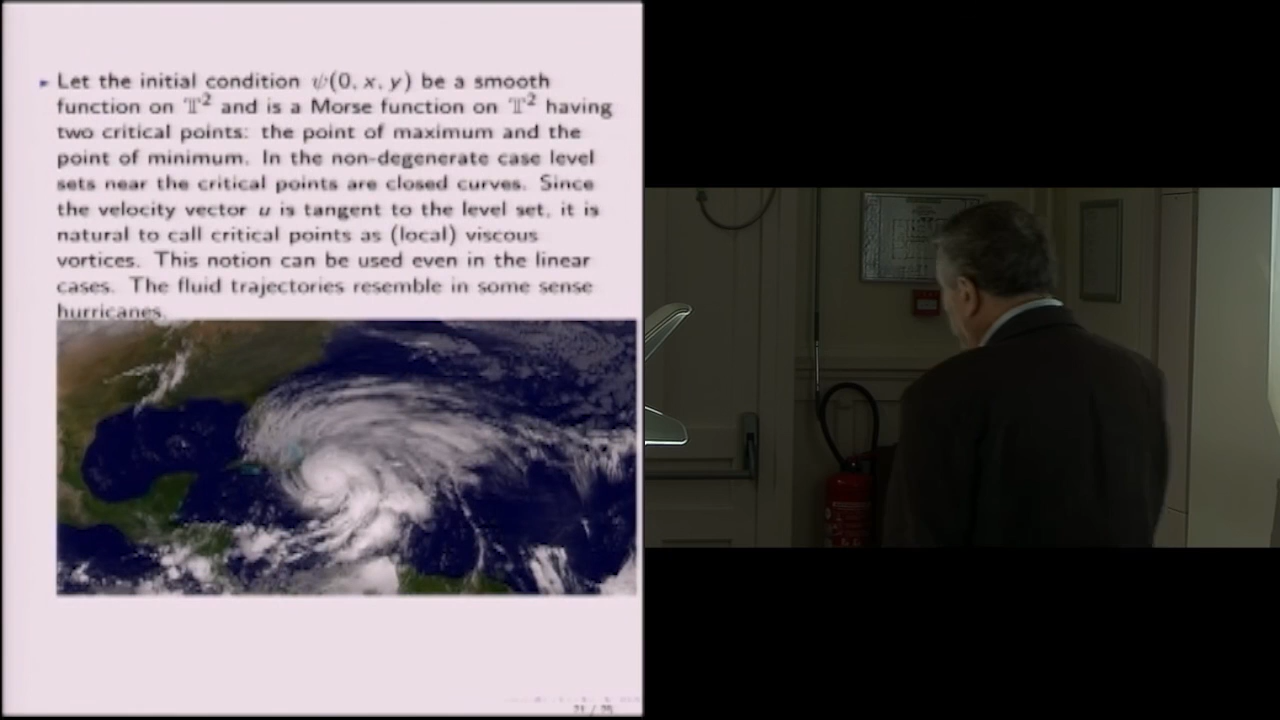 Let the initial condition ψ(0, x, y) be a smooth
function on 𝕋² and is a Morse function on 𝕋² having
two critical points: the point of maximum and the
point of minimum. In the non-degenerate case level
sets near the critical points are closed curves. Since
the velocity vector u is tangent to the level set, it is
natural to call critical points as (local) viscous
vortices. This notion can be used even in the linear
cases. The fluid trajectories resemble in some sense
hurricanes.